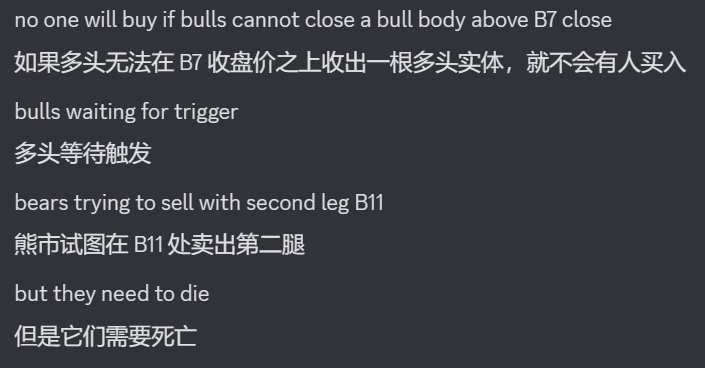 no one will buy if bulls cannot close a bull body above B7 close
如果多头无法在 B7 收盘价之上收出一根多头实体，就不会有人买入
bulls waiting for trigger
多头等待触发
bears trying to sell with second leg B11
熊市试图在 B11 处卖出第二腿
but they need to die
但是它们需要死亡